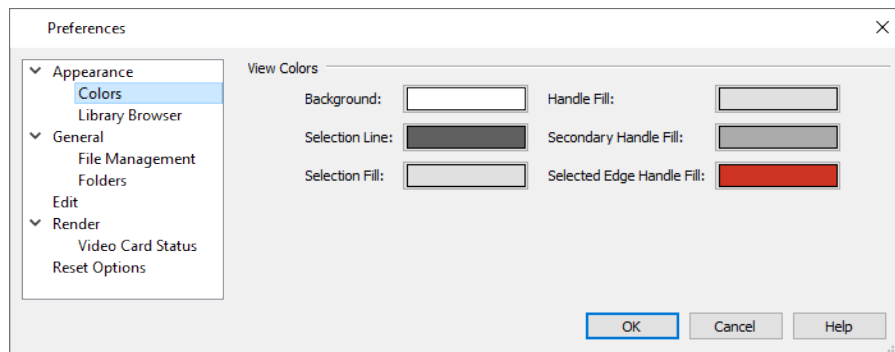 Preferences
Appearance
Colors
Library Browser
General
File Management
Folders
Edit
Render
Video Card Status
Reset Options
View Colors
Background:
Handle Fill:
Selection Line:
Secondary Handle Fill:
Selection Fill:
Selected Edge Handle Fill:
OK
Cancel
Help